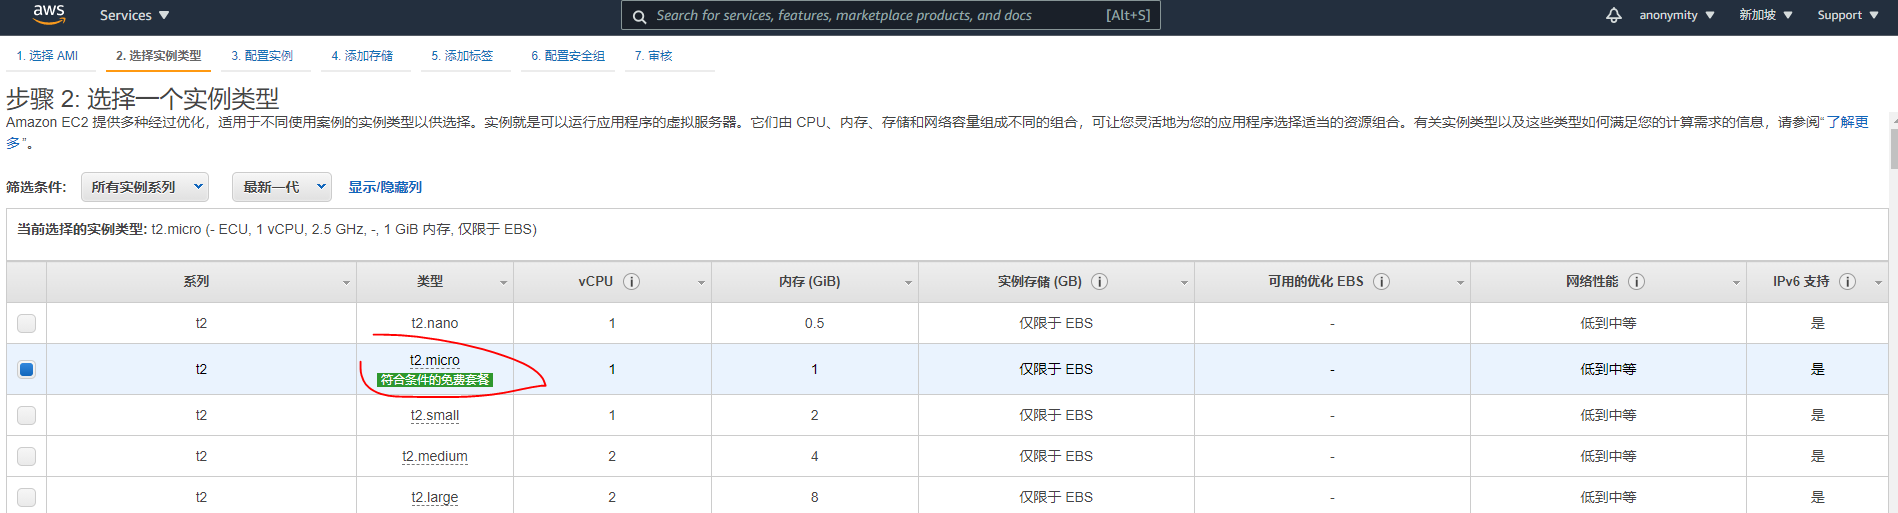 aws Services Search for services, features, marketplace products, and docs [Alt+S] anonymity 新加坡 Support
1. 选择 AMI 2. 选择实例类型 3. 配置实例 4. 添加存储 5. 添加标签 6. 配置安全组 7. 审核
步骤 2: 选择一个实例类型
Amazon EC2 提供多种经过优化，适用于不同使用案例的实例类型以供选择。实例就是可以运行应用程序的虚拟服务器。它们由 CPU、内存、存储和网络容量组成不同的组合，可让您灵活地为您的应用程序选择适当的资源组合。有关实例类型以及这些类型如何满足您的计算需求的信息，请参阅“了解更
多”。
筛选条件: 所有实例系列 最新一代 显示/隐藏列
当前选择的实例类型: t2.micro (- ECU, 1 vCPU, 2.5 GHz, -, 1 GiB 内存, 仅限于 EBS)
系列 类型 vCPU 内存 (GiB) 实例存储 (GB) 可用的优化 EBS 网络性能 IPv6 支持
t2 t2.nano 1 0.5 仅限于 EBS - 低到中等 是
t2 t2.micro 1 1 仅限于 EBS - 低到中等 是
符合条件的免费套餐
t2 t2.small 1 2 仅限于 EBS - 低到中等 是
t2 t2.medium 2 4 仅限于 EBS - 低到中等 是
t2 t2.large 2 8 仅限于 EBS - 低到中等 是